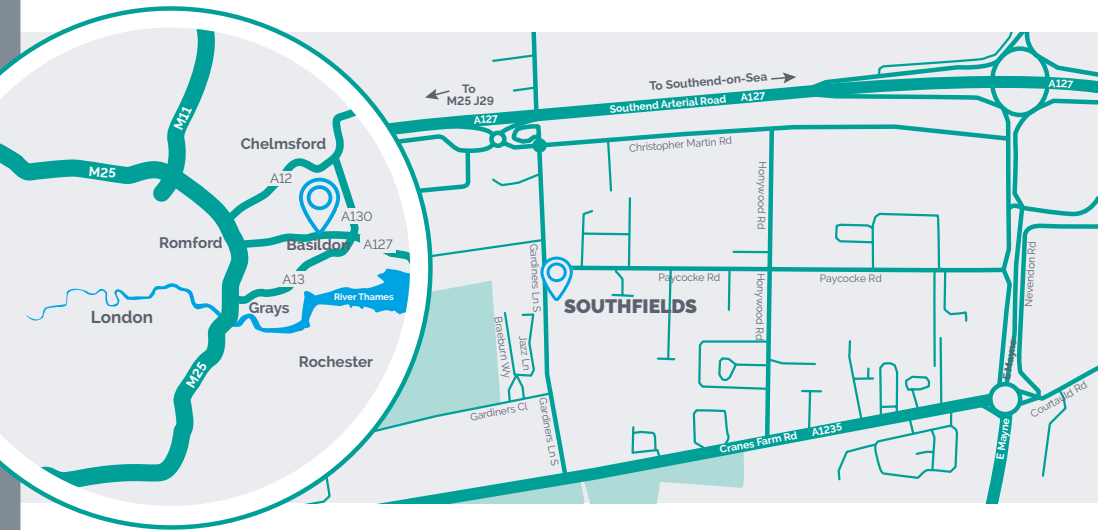 M11
Chelmsford
M25
A12
A130
Romford
Basildon
A127
A13
River Thames
Grays
London
Rochester
M25
To
M25 J29
To Southend-on-Sea
A127
Southend Arterial Road
A127
A127
Christopher Martin Rd
Honywood Rd
Gardiners Ln S
Paycocke Rd
Paycocke Rd
Nevendon Rd
SOUTHFIELDS
Honywood Rd
Braeburn Wy
Jazz Ln
E Mayne
Gardiners Cl
Gardiners Ln S
Courtauld Rd
Cranes Farm Rd
A1235
E Mayne